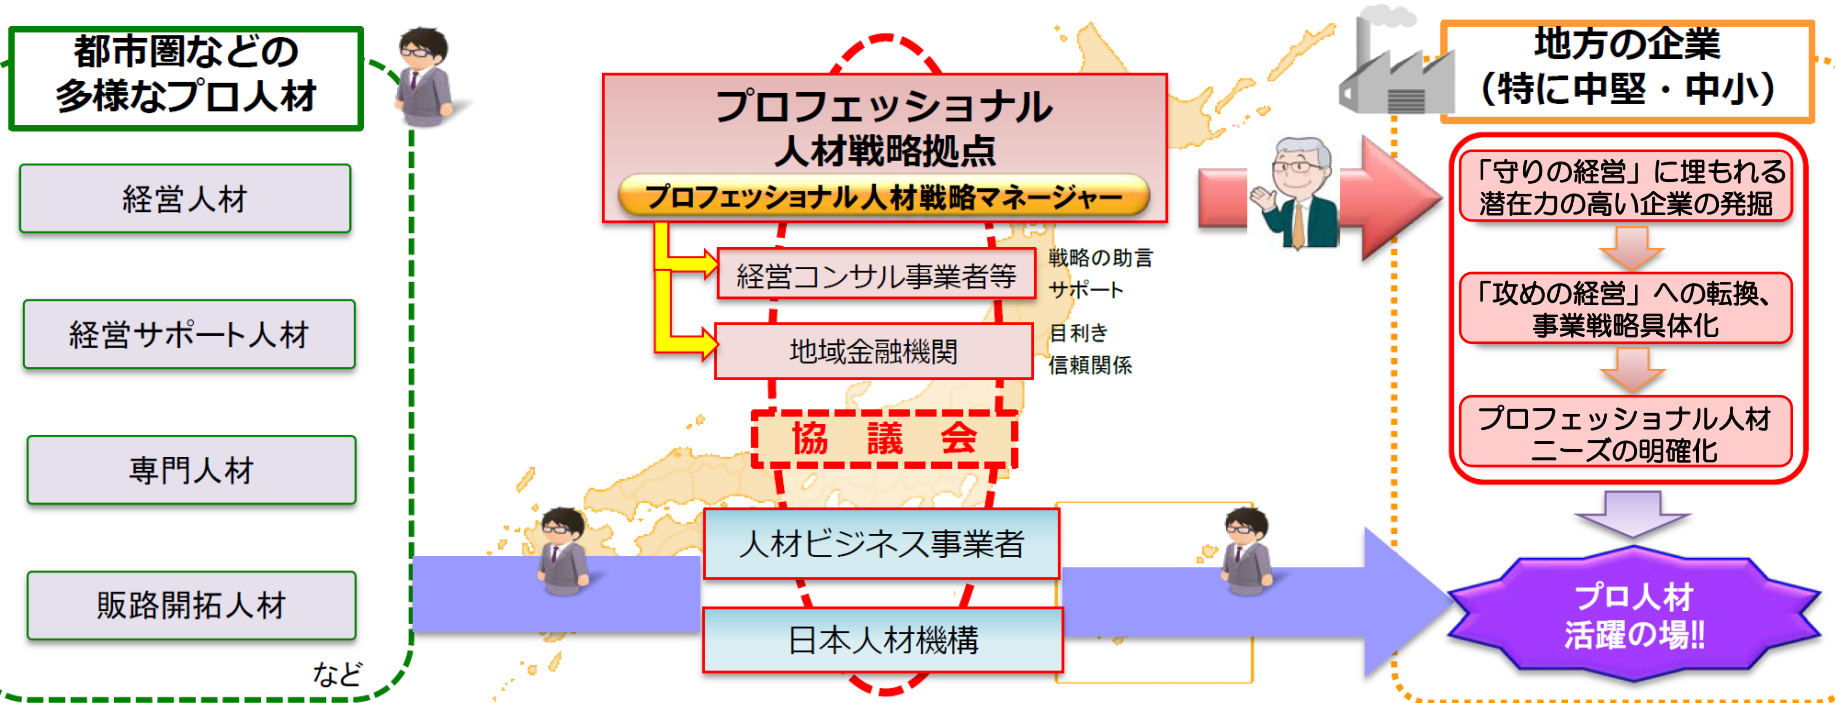 都市圏などの
多様なプロ人材
経営人材
経営サポート人材
専門人材
販路開拓人材
など
プロフェッショナル
人材戦略拠点
プロフェッショナル人材戦略マネージャー
経営コンサル事業者等
戦略の助言
サポート
地域金融機関
目利き
信頼関係
協 議 会
人材ビジネス事業者
日本人材機構
地方の企業
（特に中堅・中小）
「守りの経営」に埋もれる
潜在力の高い企業の発掘
「攻めの経営」への転換、
事業戦略具体化
プロフェッショナル人材
ニーズの明確化
プロ人材
活躍の場!!